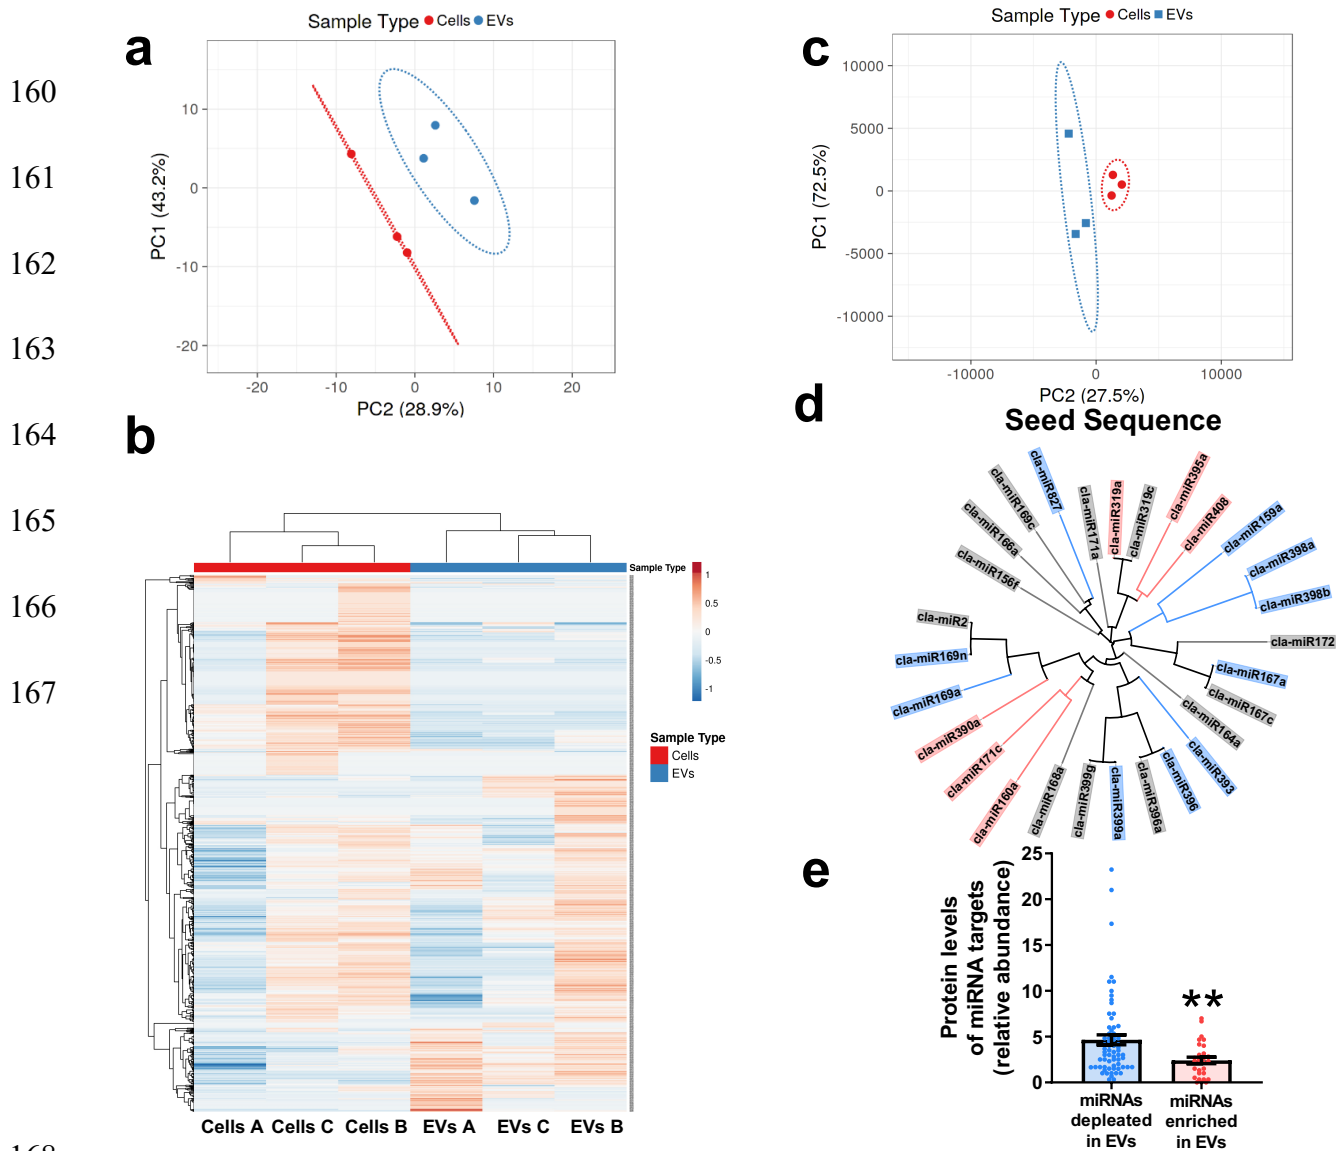 160
161
162
163
164
165
166
167
a
Sample Type Cells EVs
PC1 (43.2%)
10
0
-10
-20
-20 -10 0 10 20
PC2 (28.9%)
b
Sample Type
1
0.5
0
-0.5
-1
Sample Type
Cells
EVs
Cells A Cells C Cells B EVs A EVs C EVs B
c
Sample Type Cells EVs
PC1 (72.5%)
10000
5000
0
-5000
-10000
-10000 0 10000
PC2 (27.5%)
d
Seed Sequence
cla-miR827
cla-miR171a
cla-miR319a
cla-miR319c
cla-miR395a
cla-miR408
cla-miR159a
cla-miR398a
cla-miR398b
cla-miR172
cla-miR167a
cla-miR167c
cla-miR164a
cla-miR393
cla-miR396
cla-miR396a
cla-miR399a
cla-miR399g
cla-miR168a
cla-miR160a
cla-miR171c
cla-miR390a
cla-miR169a
cla-miR169n
cla-miR2
cla-miR156f
cla-miR166a
cla-miR169c
e
Protein levels
of miRNA targets
(relative abundance)
25
20
15
10
5
0
**
miRNAs
depleated
in EVs
miRNAs
enriched
in EVs